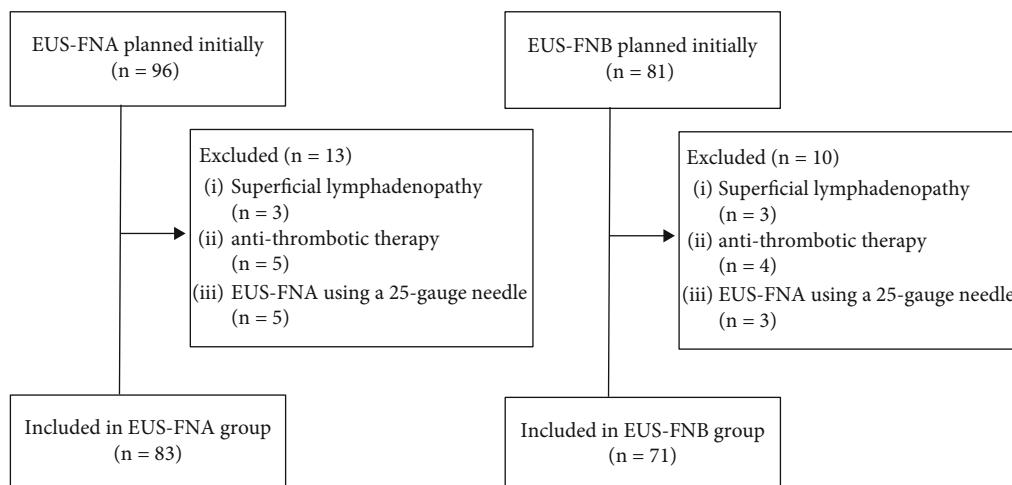 EUS-FNA planned initially
(n = 96)
Excluded (n = 13)
(i) Superficial lymphadenopathy
(n = 3)
(ii) anti-thrombotic therapy
(n = 5)
(iii) EUS-FNA using a 25-gauge needle
(n = 5)
Included in EUS-FNA group
(n = 83)
EUS-FNB planned initially
(n = 81)
Excluded (n = 10)
(i) Superficial lymphadenopathy
(n = 3)
(ii) anti-thrombotic therapy
(n = 4)
(iii) EUS-FNA using a 25-gauge needle
(n = 3)
Included in EUS-FNB group
(n = 71)